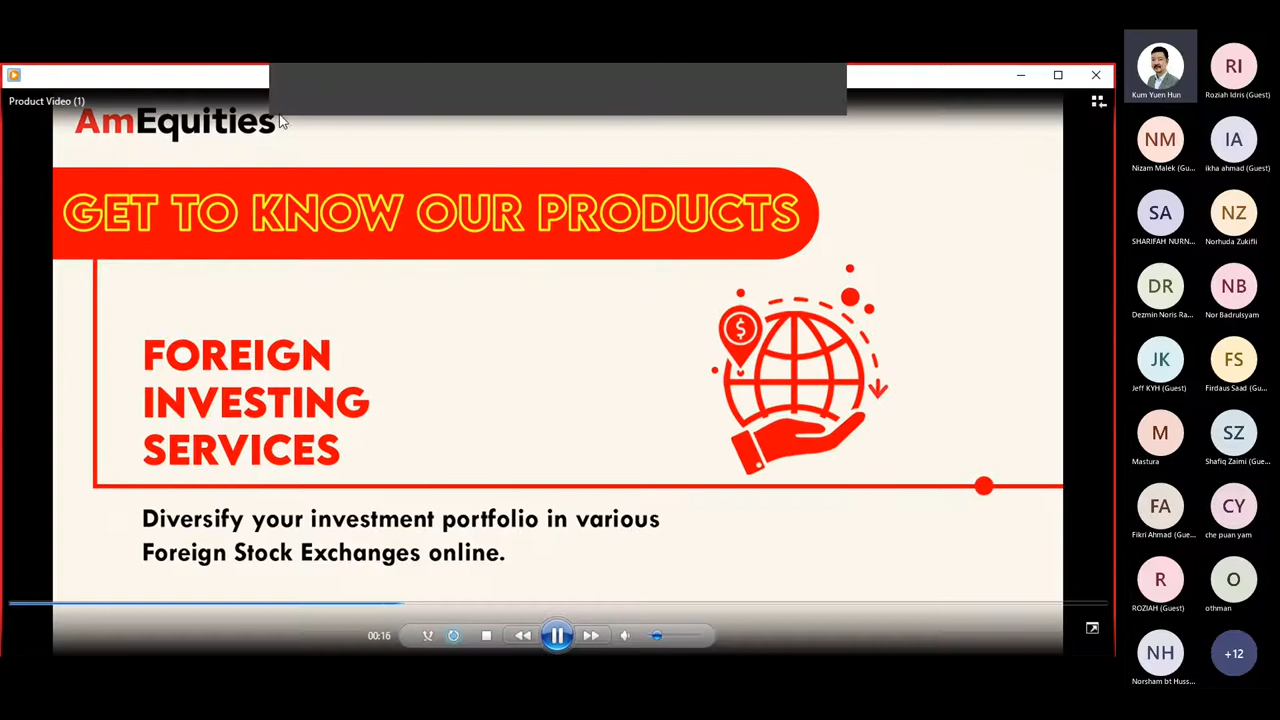 Product Video (1)
AmEquities
GET TO KNOW OUR PRODUCTS
$
FOREIGN
INVESTING
SERVICES
Diversify your investment portfolio in various
Foreign Stock Exchanges online.
00:16
Kum Yuen Hun
RI
Roziah Idris (Guest)
NM
Nizam Malek (Gu...
IA
ikha ahmad (Guest)
SA
SHARIFAH NURN...
NZ
Norhuda Zukifli
DR
Dezmin Noris Ra...
NB
Nor Badrulsyam
JK
Jeff KYH (Guest)
FS
Firdaus Saad (Gu...
M
Mastura
SZ
Shafiq Zaimi (Gue...
FA
Fikri Ahmad (Gue...
CY
che puan yam
R
ROZIAH (Guest)
O
othman
NH
Norsham bt Huss...
+12